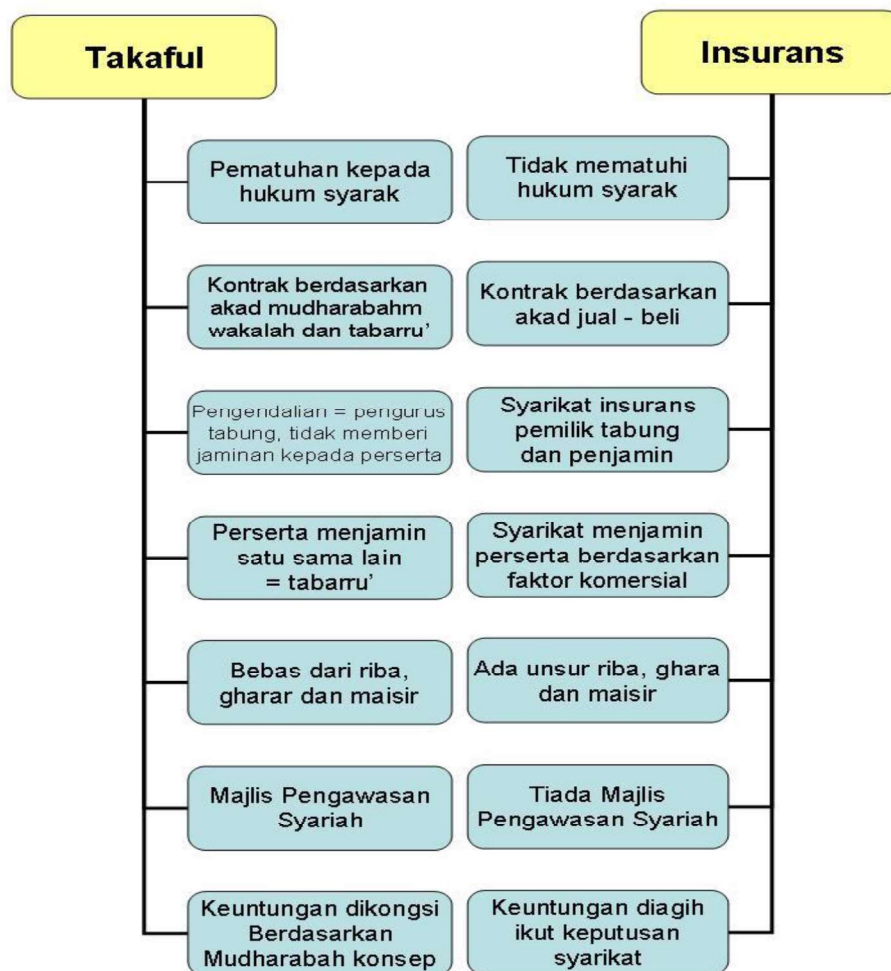 Takaful
Insurans
Pematuhan kepada
hukum syarak
Tidak mematuhi
hukum syarak
Kontrak berdasarkan
akad mudharabahm
wakalah dan tabarru'
Kontrak berdasarkan
akad jual - beli
Pengendalian = pengurus
tabung, tidak memberi
jaminan kepada perserta
Syarikat insurans
pemilik tabung
dan penjamin
Perserta menjamin
satu sama lain
= tabarru'
Syarikat menjamin
perserta berdasarkan
faktor komersial
Bebas dari riba,
gharar dan maisir
Ada unsur riba, ghara
dan maisir
Majlis Pengawasan
Syariah
Tiada Majlis
Pengawasan Syariah
Keuntungan dikongsi
Berdasarkan
Mudharabah konsep
Keuntungan diagih
ikut keputusan
syarikat